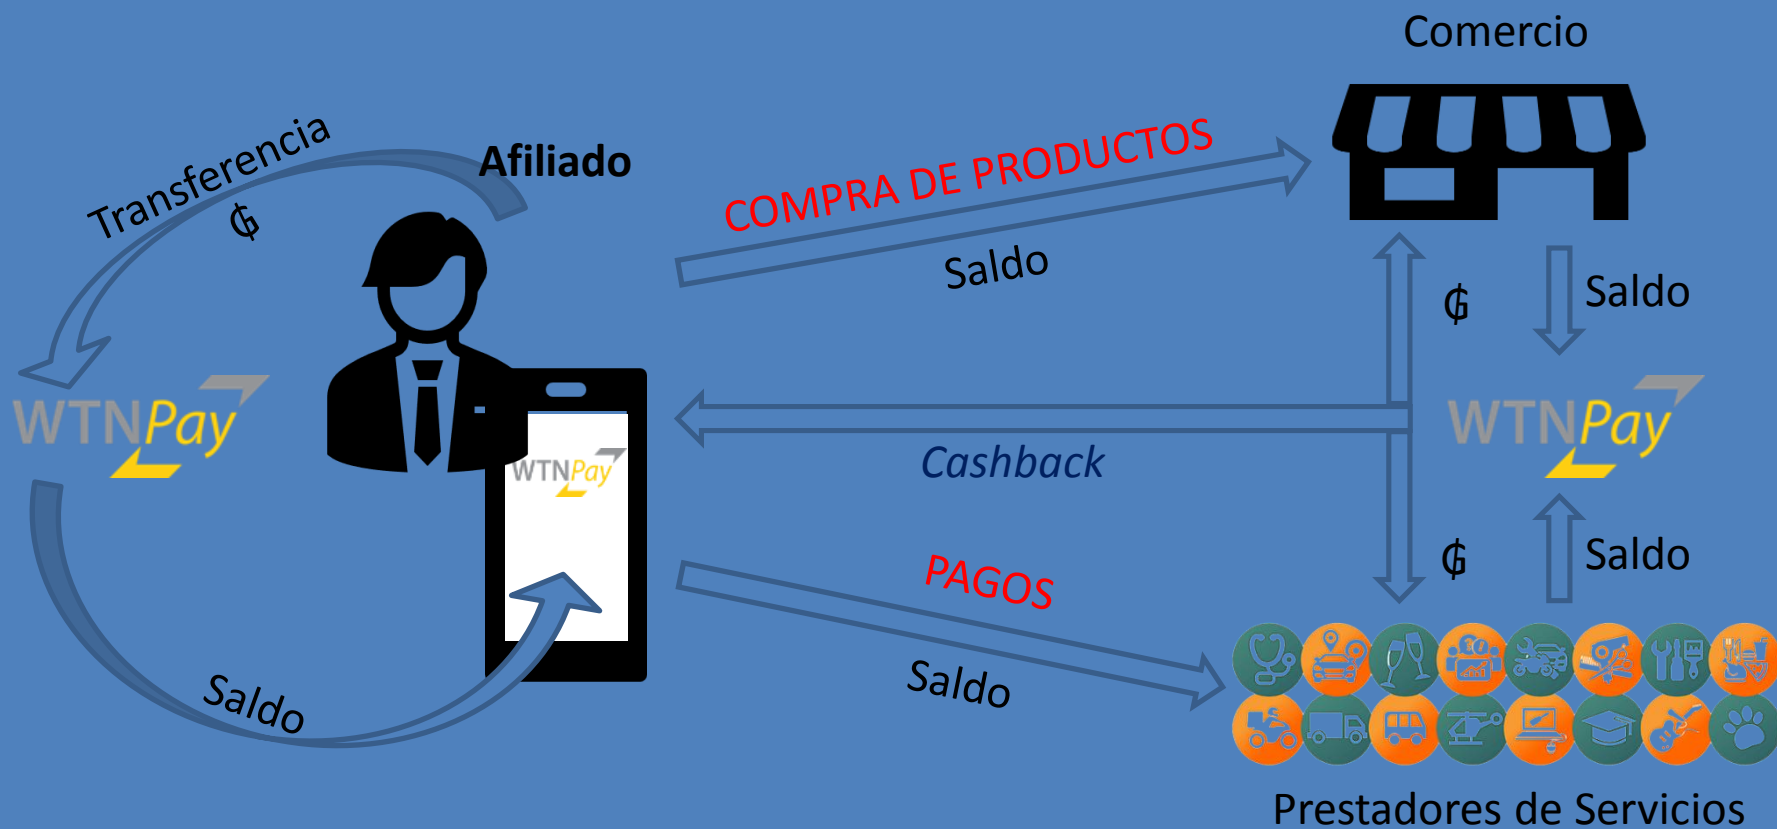 Comercio
Transferencia
₲
Afiliado
COMPRA DE PRODUCTOS
Saldo
₲
Saldo
WTNPay
WTNPay
WTNPay
Cashback
PAGOS
Saldo
₲
Saldo
Saldo
Prestadores de Servicios